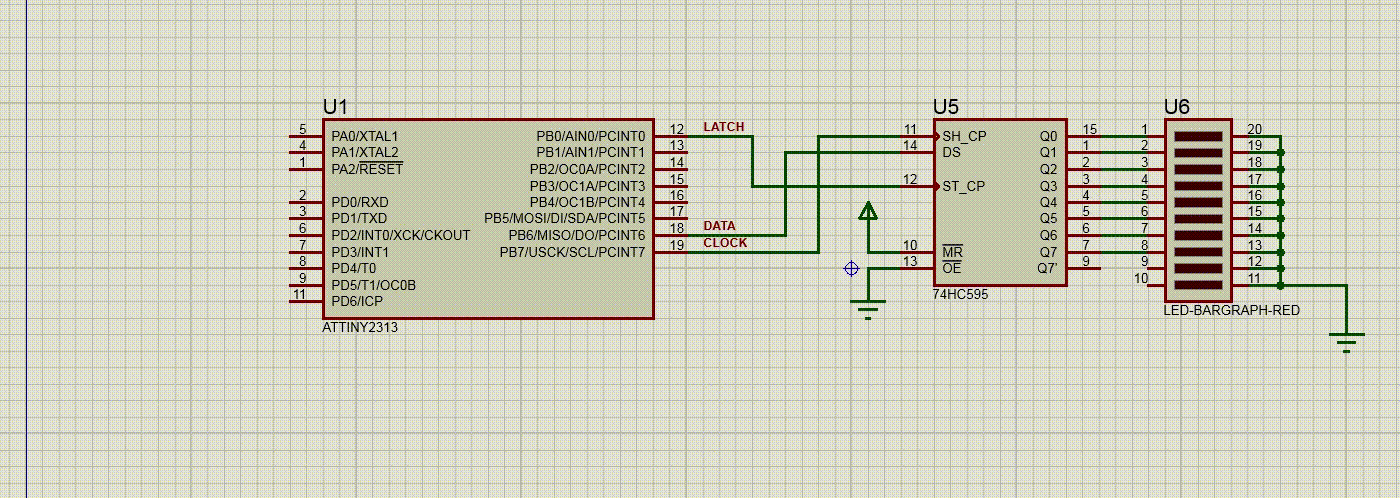 U1
5 PA0/XTAL1 PB0/AIN0/PCINT0 12
4 PA1/XTAL2 PB1/AIN1/PCINT1 13
1 PA2/RESET PB2/OC0A/PCINT2 14
PB3/OC1A/PCINT3 15
2 PD0/RXD PB4/OC1B/PCINT4 16
3 PD1/TXD PB5/MOSI/DI/SDA/PCINT5 17
6 PD2/INT0/XCK/CKOUT PB6/MISO/DO/PCINT6 18
7 PD3/INT1 PB7/USCK/SCL/PCINT7 19
8 PD4/T0
9 PD5/T1/OC0B
11 PD6/ICP
ATTINY2313
LATCH
DATA
CLOCK
U5
11 SH_CP Q0 15
14 DS Q1 1
Q2 2
12 ST_CP Q3 3
Q4 4
Q5 5
Q6 6
10 MR Q7 7
13 OE Q7' 9
74HC595
U6
1 20
2 19
3 18
4 17
5 16
6 15
7 14
8 13
9 12
10 11
LED-BARGRAPH-RED